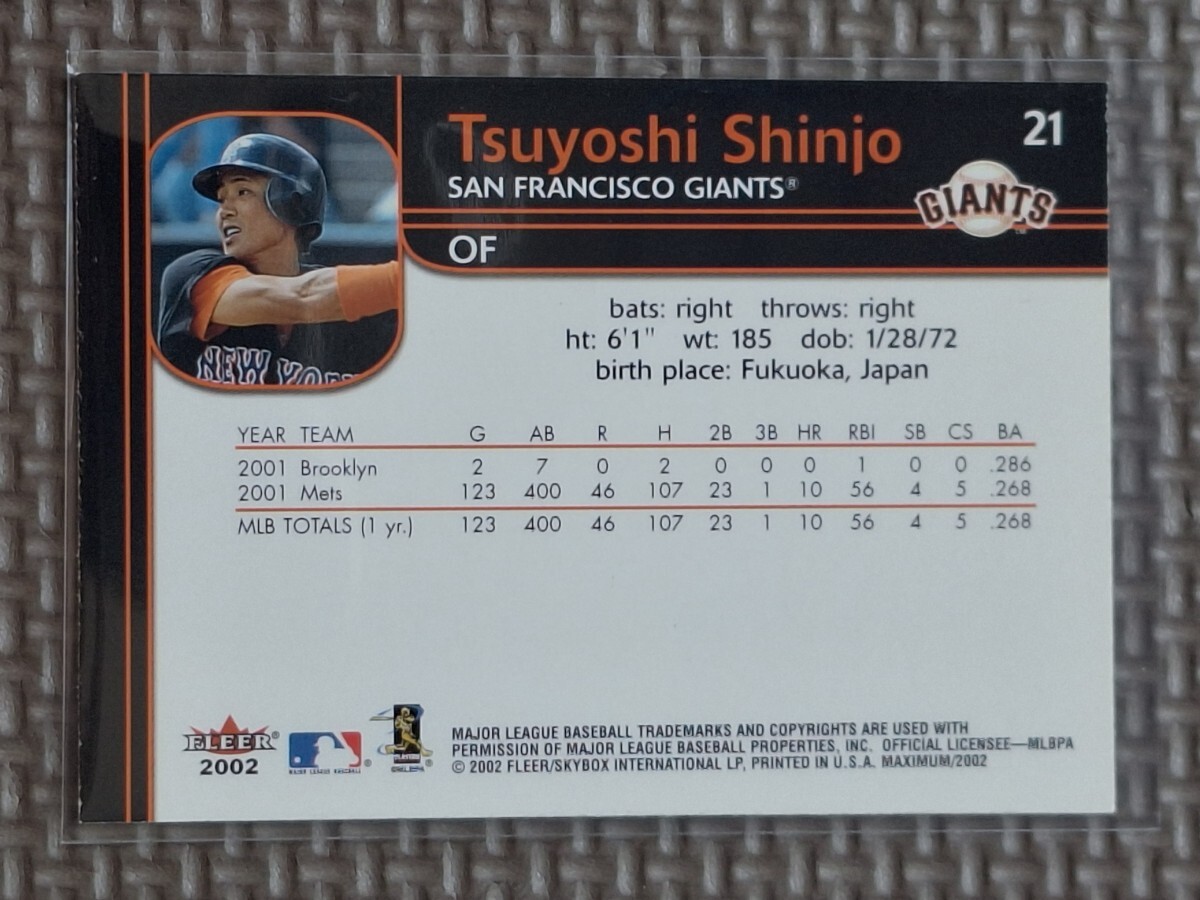 Tsuyoshi Shinjo
21
SAN FRANCISCO GIANTS®
GIANTS
OF
NEW YORK
bats: right throws: right
ht: 6'1" wt: 185 dob: 1/28/72
birth place: Fukuoka, Japan
YEAR TEAM G AB R H 2B 3B HR RBI SB CS BA
2001 Brooklyn 2 7 0 2 0 0 0 1 0 0 .286
2001 Mets 123 400 46 107 23 1 10 56 4 5 .268
MLB TOTALS (1 yr.) 123 400 46 107 23 1 10 56 4 5 .268
FLEER®
2002
MAJOR LEAGUE BASEBALL
PLAYERS
©MLBPA
MAJOR LEAGUE BASEBALL TRADEMARKS AND COPYRIGHTS ARE USED WITH
PERMISSION OF MAJOR LEAGUE BASEBALL PROPERTIES, INC. OFFICIAL LICENSEE—MLBPA
© 2002 FLEER/SKYBOX INTERNATIONAL LP, PRINTED IN U.S.A. MAXIMUM/2002